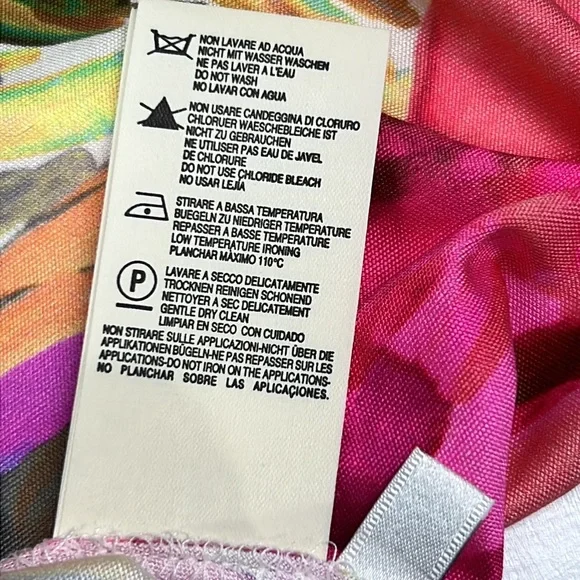 NON LAVARE AD ACQUA
NICHT MIT WASSER WASCHEN
NE PAS LAVER A L'EAU
DO NOT WASH
NO LAVAR CON AGUA
NON USARE CANDEGGINA DI CLORURO
CHLORUER WAESCHEBLEICHE IST
NICHT ZU GEBRAUCHEN
NE UTILISER PAS EAU DE JAVEL
DE CHLORURE
DO NOT USE CHLORIDE BLEACH
NO USAR LEJÍA
STIRARE A BASSA TEMPERATURA
BUEGELN ZU NIEDRIGER TEMPERATUR
REPASSER A BASSE TEMPERATURE
LOW TEMPERATURE IRONING
PLANCHAR MÁXIMO 110°C
P
LAVARE A SECCO DELICATAMENTE
TROCKNEN REINIGEN SCHONEND
NETTOYER A SEC DELICATEMENT
GENTLE DRY CLEAN
LIMPIAR EN SECO CON CUIDADO
NON STIRARE SULLE APPLICAZIONI-NICHT ÜBER DIE
APPLIKATIONEN BÜGELN-NE PAS REPASSER SUR LES
APPLICATIONS-DO NOT IRON ON THE APPLICATIONS-
NO PLANCHAR SOBRE LAS APLICAÇIONES.